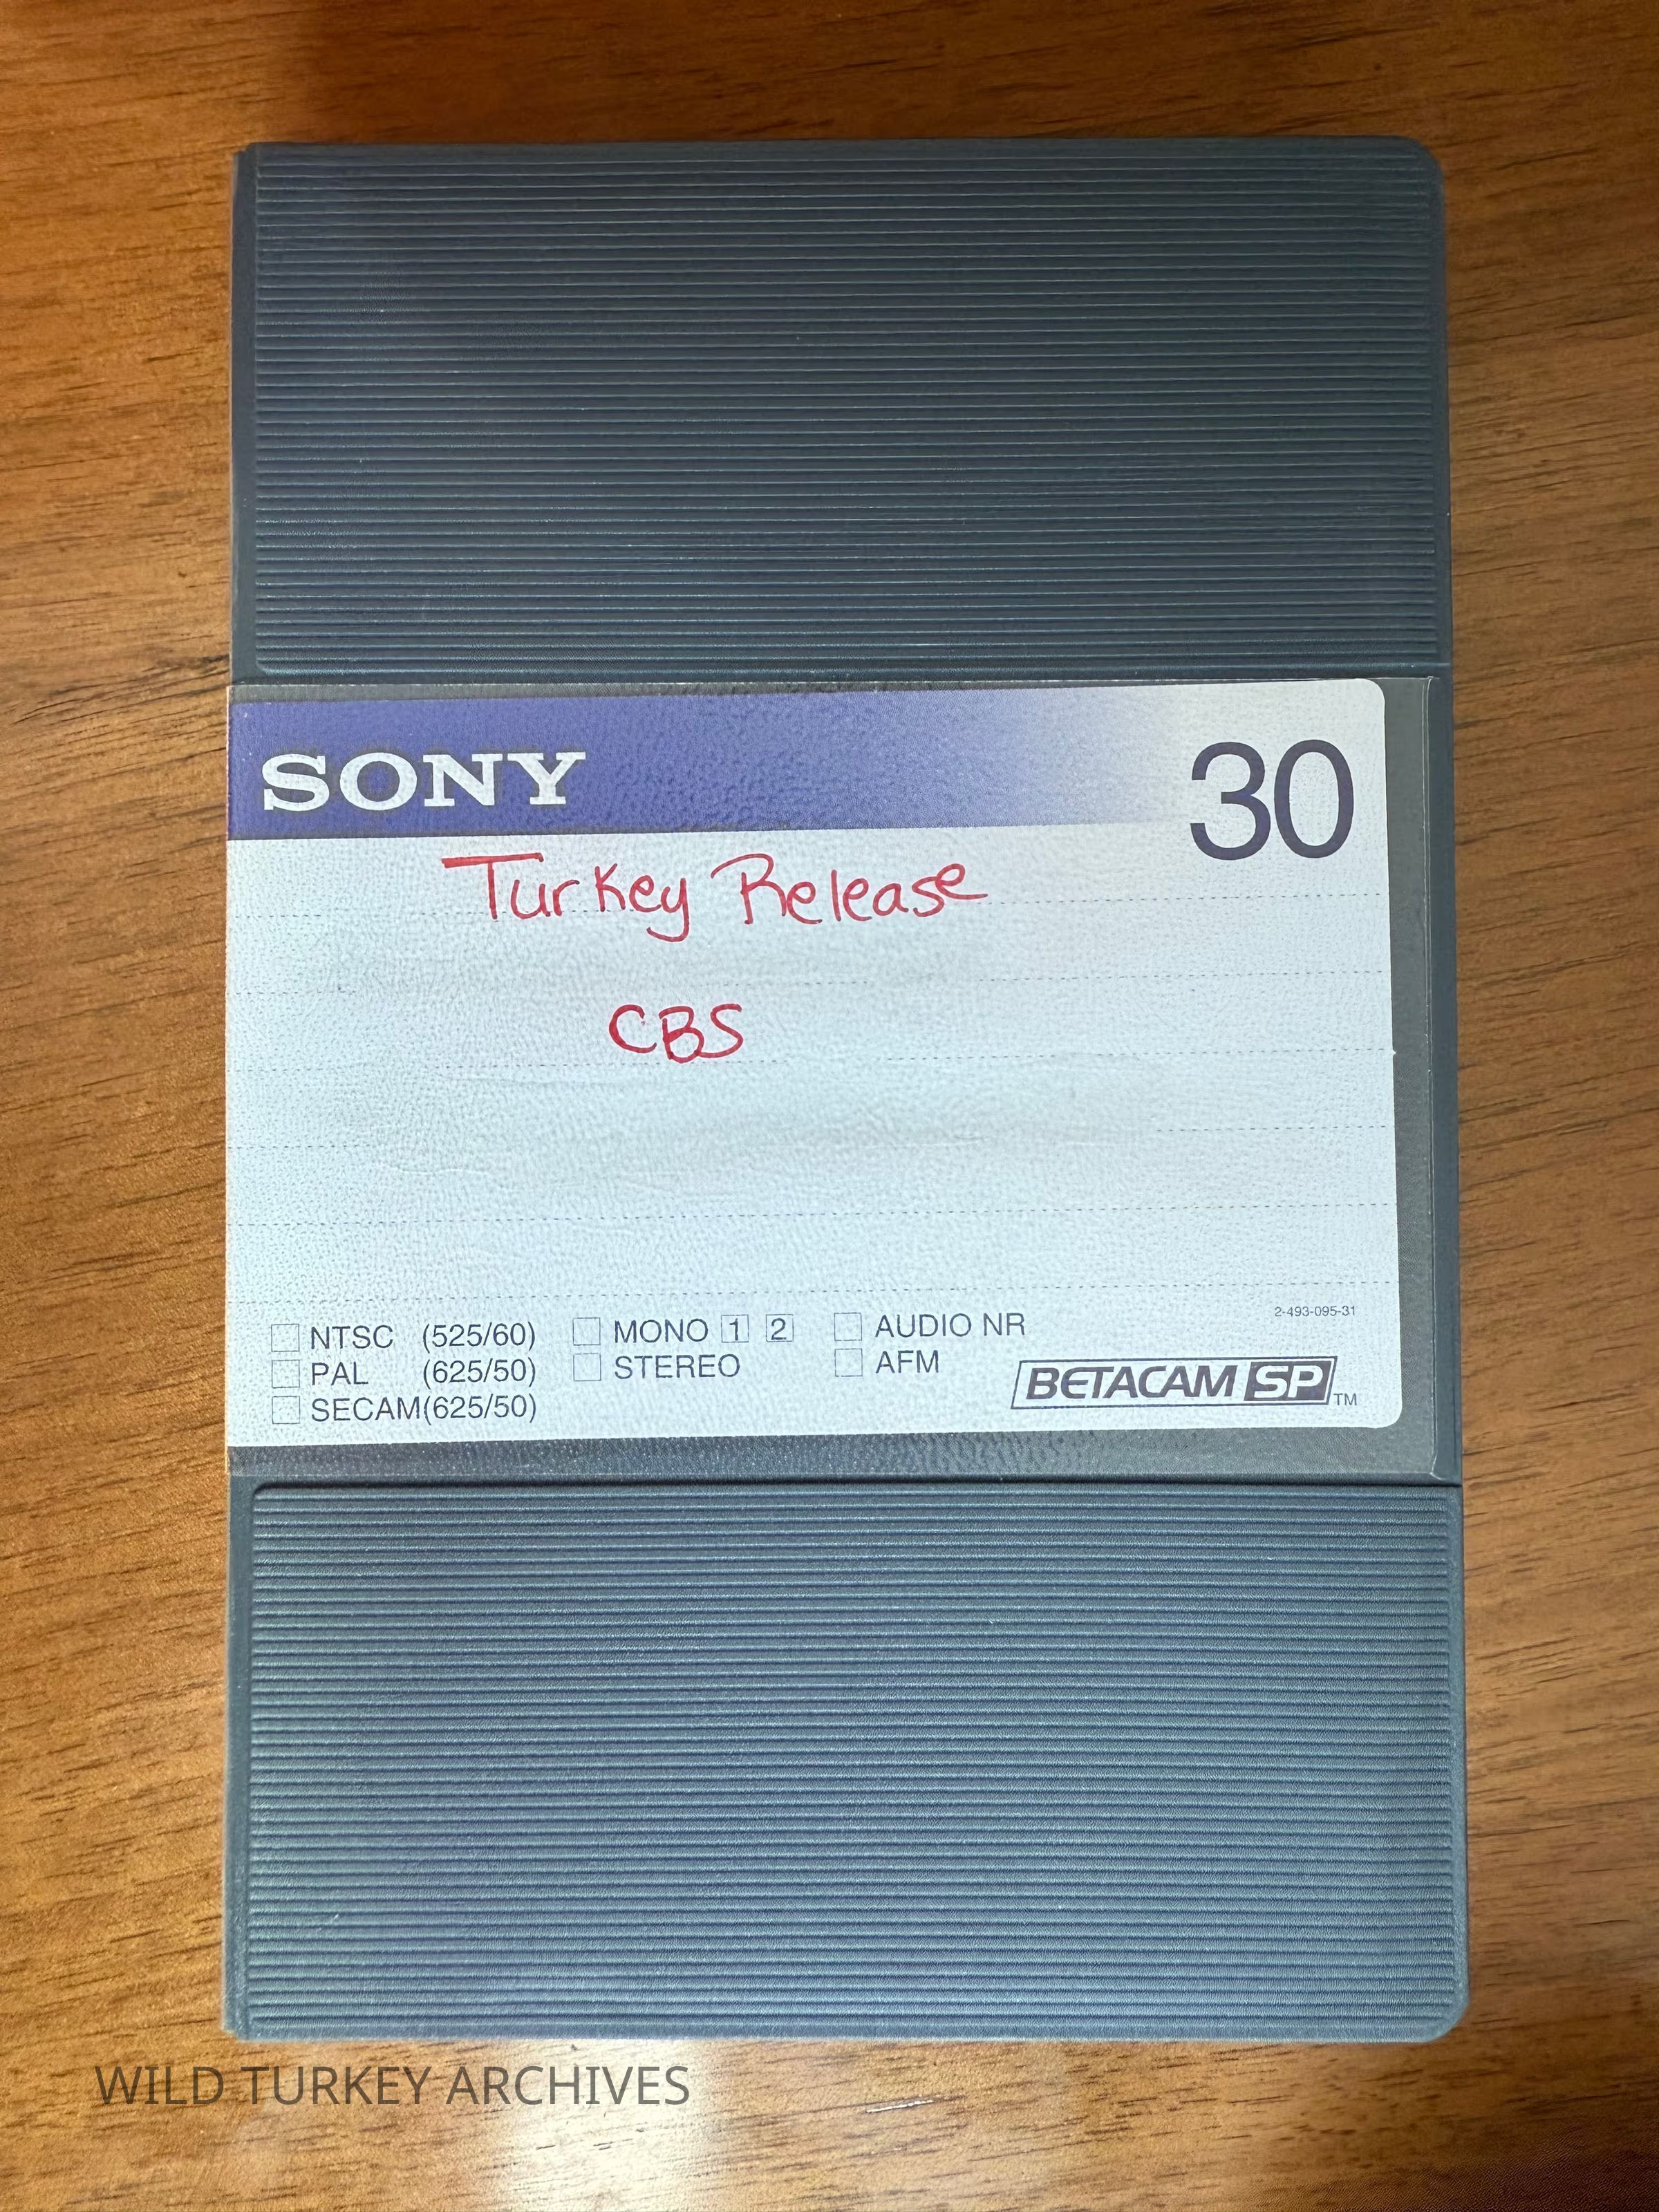 SONY
30
Turkey Release
CBS
2-493-095-31
NTSC (525/60) MONO 1 2 AUDIO NR
PAL (625/50) STEREO AFM
SECAM(625/50)
BETACAM SP TM
WILD TURKEY ARCHIVES